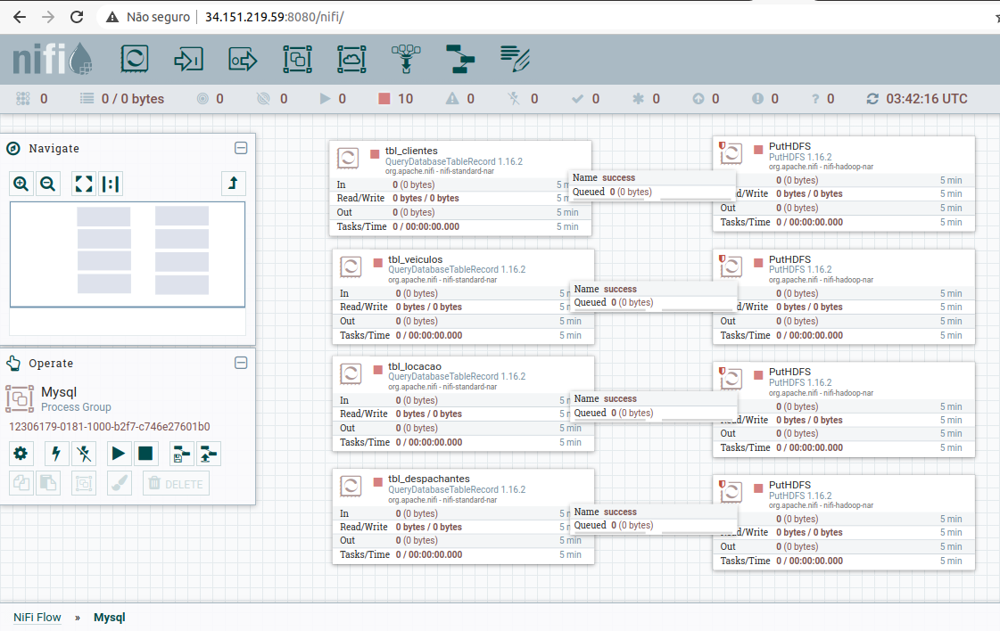 Não seguro 34.151.219.59:8080/nifi/
nifi
0 0 / 0 bytes 0 0 0 10 0 0 0 0 0 0 0 03:42:16 UTC
Navigate
Operate
Mysql
Process Group
12306179-0181-1000-b2f7-c746e27601b0
DELETE
tbl_clientes
QueryDatabaseTableRecord 1.16.2
org.apache.nifi - nifi-standard-nar
In 0 (0 bytes) 5 m
Read/Write 0 bytes / 0 bytes 5 m
Out 0 (0 bytes) 5 min
Tasks/Time 0 / 00:00:00.000 5 min
Name success
Queued 0 (0 bytes)
PutHDFS
PutHDFS 1.16.2
org.apache.nifi - nifi-hadoop-nar
0 (0 bytes) 5 min
d/Write 0 bytes / 0 bytes 5 min
Out 0 (0 bytes) 5 min
Tasks/Time 0 / 00:00:00.000 5 min
tbl_veiculos
QueryDatabaseTableRecord 1.16.2
org.apache.nifi - nifi-standard-nar
In 0 (0 bytes) 5 m
Read/Write 0 bytes / 0 bytes 5 m
Out 0 (0 bytes) 5 min
Tasks/Time 0 / 00:00:00.000 5 min
Name success
Queued 0 (0 bytes)
PutHDFS
PutHDFS 1.16.2
org.apache.nifi - nifi-hadoop-nar
0 (0 bytes) 5 min
d/Write 0 bytes / 0 bytes 5 min
Out 0 (0 bytes) 5 min
Tasks/Time 0 / 00:00:00.000 5 min
tbl_locacao
QueryDatabaseTableRecord 1.16.2
org.apache.nifi - nifi-standard-nar
In 0 (0 bytes) 5 m
Read/Write 0 bytes / 0 bytes 5 m
Out 0 (0 bytes) 5 min
Tasks/Time 0 / 00:00:00.000 5 min
Name success
Queued 0 (0 bytes)
PutHDFS
PutHDFS 1.16.2
org.apache.nifi - nifi-hadoop-nar
0 (0 bytes) 5 min
d/Write 0 bytes / 0 bytes 5 min
Out 0 (0 bytes) 5 min
Tasks/Time 0 / 00:00:00.000 5 min
tbl_despachantes
QueryDatabaseTableRecord 1.16.2
org.apache.nifi - nifi-standard-nar
In 0 (0 bytes) 5 m
Read/Write 0 bytes / 0 bytes 5 m
Out 0 (0 bytes) 5 min
Tasks/Time 0 / 00:00:00.000 5 min
Name success
Queued 0 (0 bytes)
PutHDFS
PutHDFS 1.16.2
org.apache.nifi - nifi-hadoop-nar
0 (0 bytes) 5 min
d/Write 0 bytes / 0 bytes 5 min
Out 0 (0 bytes) 5 min
Tasks/Time 0 / 00:00:00.000 5 min
NiFi Flow » Mysql